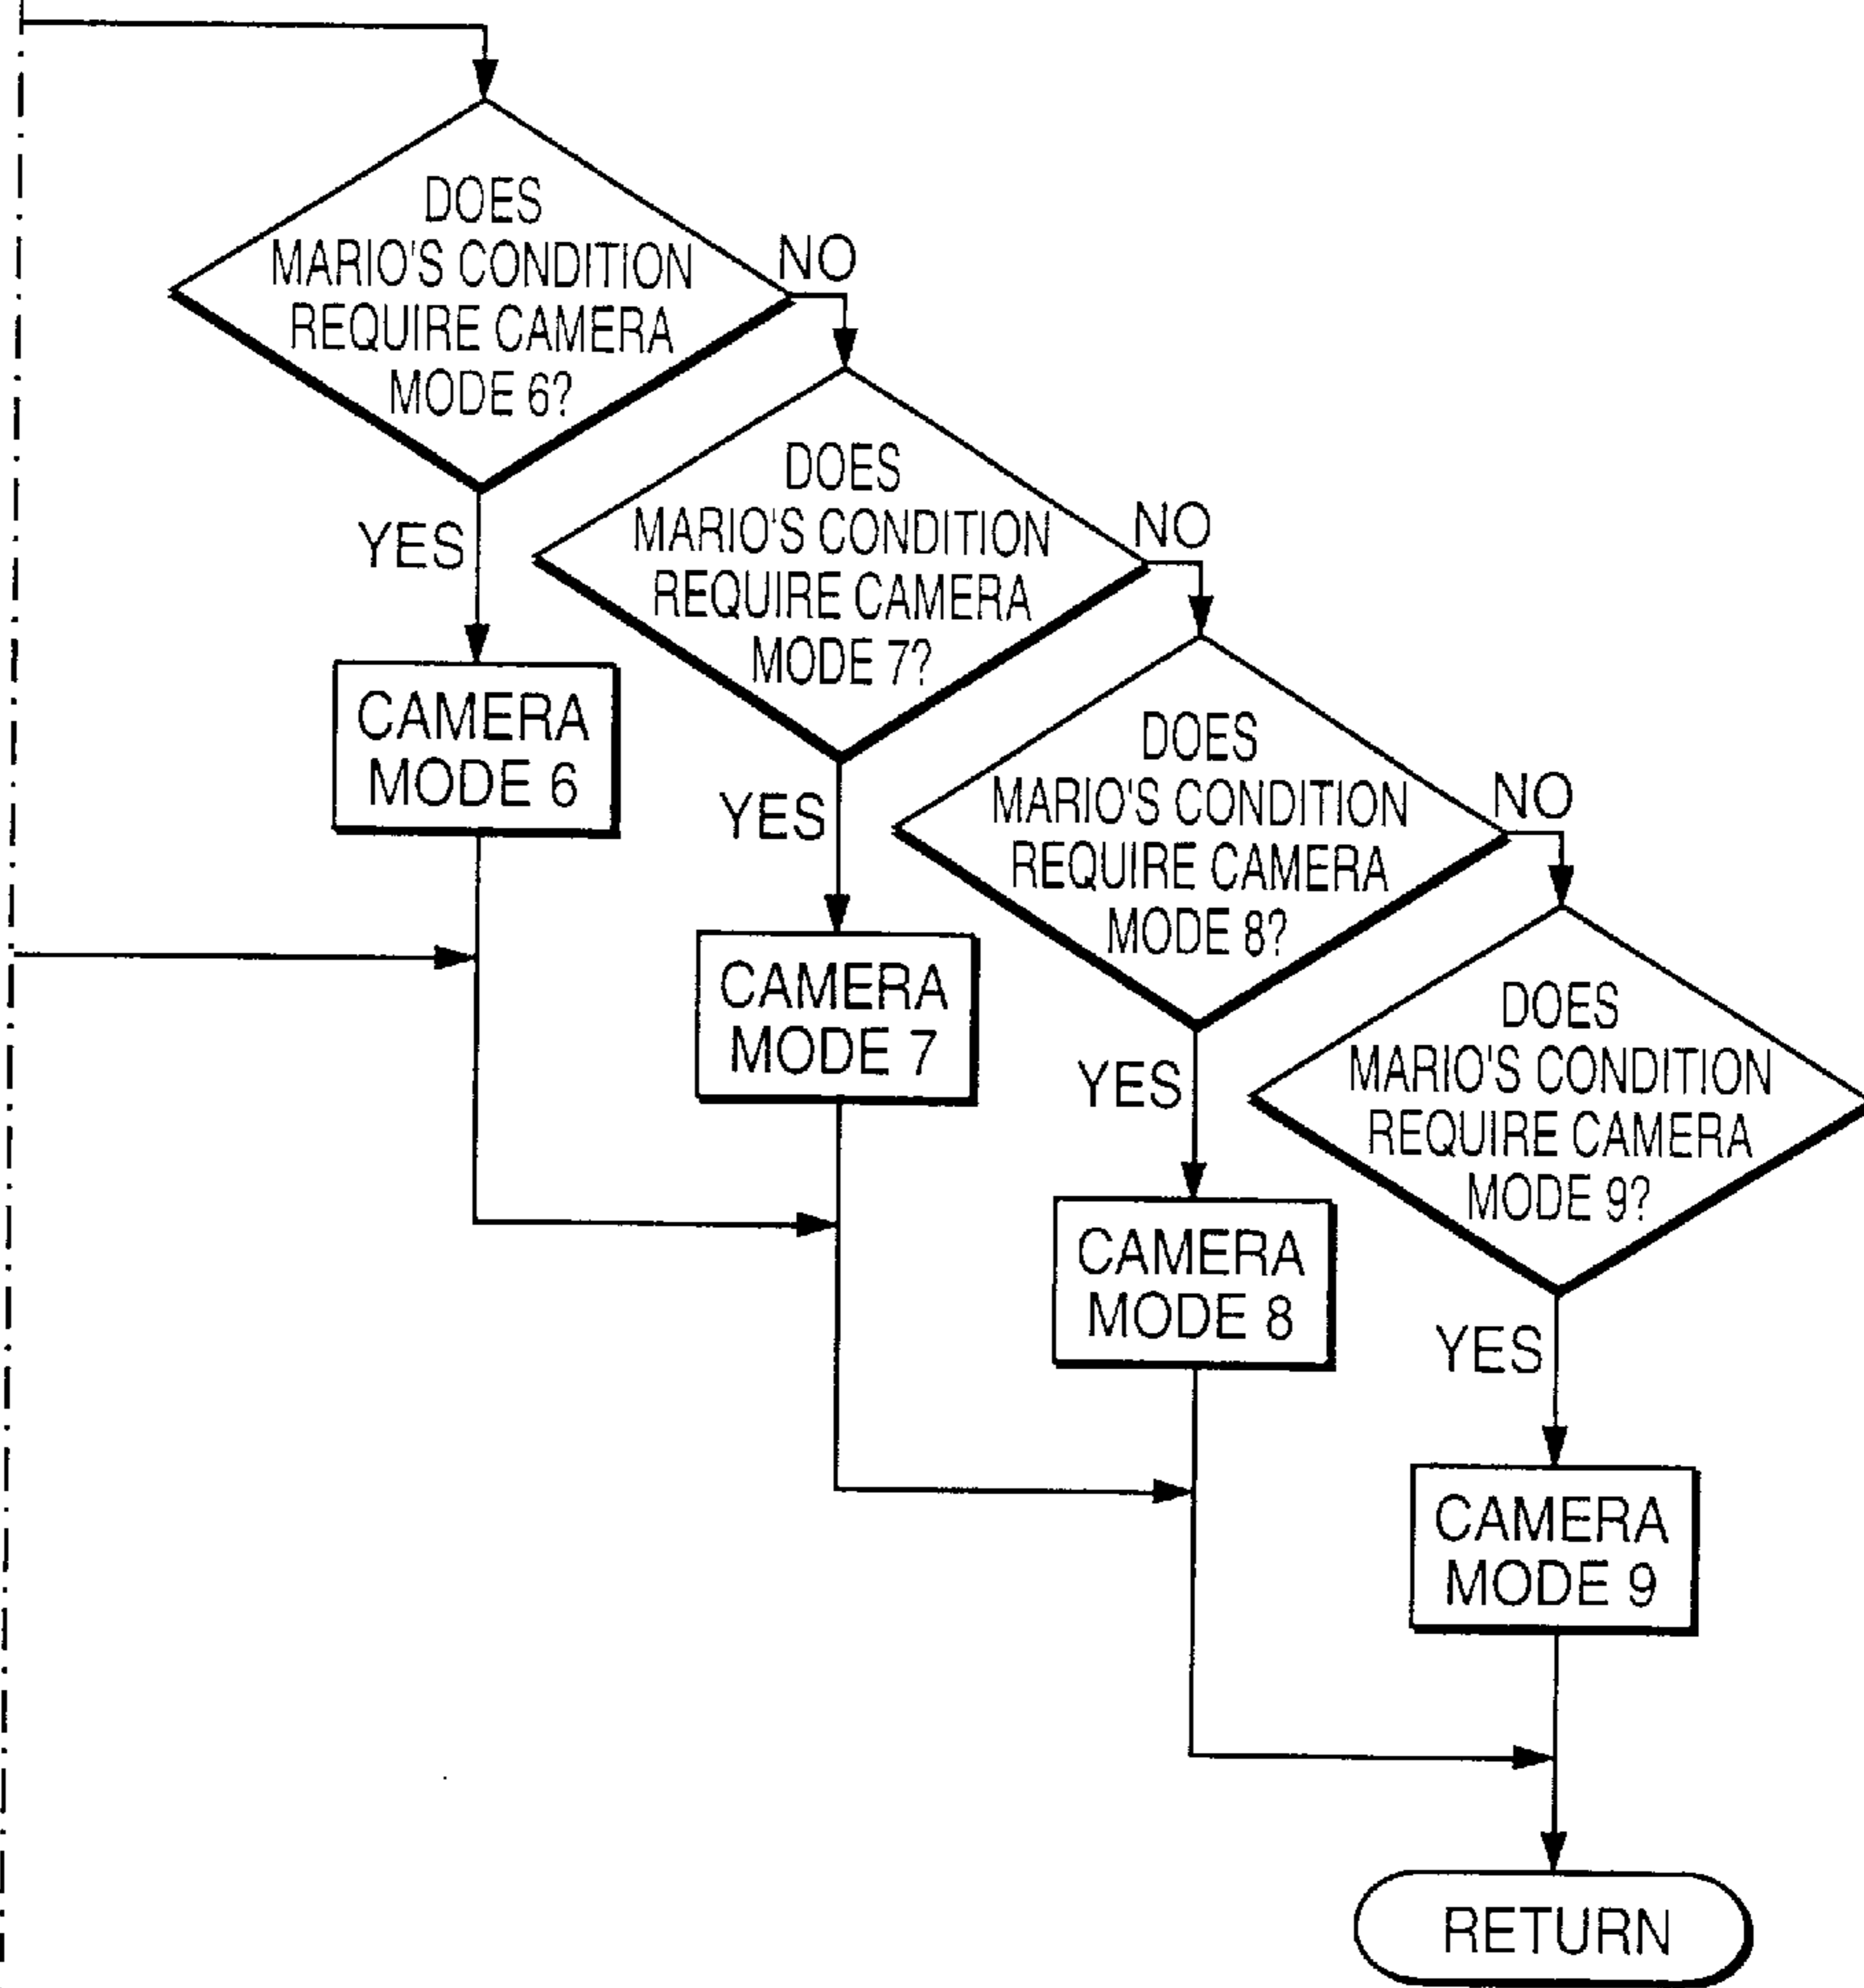 DOES
MARIO'S CONDITION
REQUIRE CAMERA
MODE 6?
NO
YES
CAMERA
MODE 6
DOES
MARIO'S CONDITION
REQUIRE CAMERA
MODE 7?
NO
YES
CAMERA
MODE 7
DOES
MARIO'S CONDITION
REQUIRE CAMERA
MODE 8?
NO
YES
CAMERA
MODE 8
DOES
MARIO'S CONDITION
REQUIRE CAMERA
MODE 9?
YES
CAMERA
MODE 9
RETURN